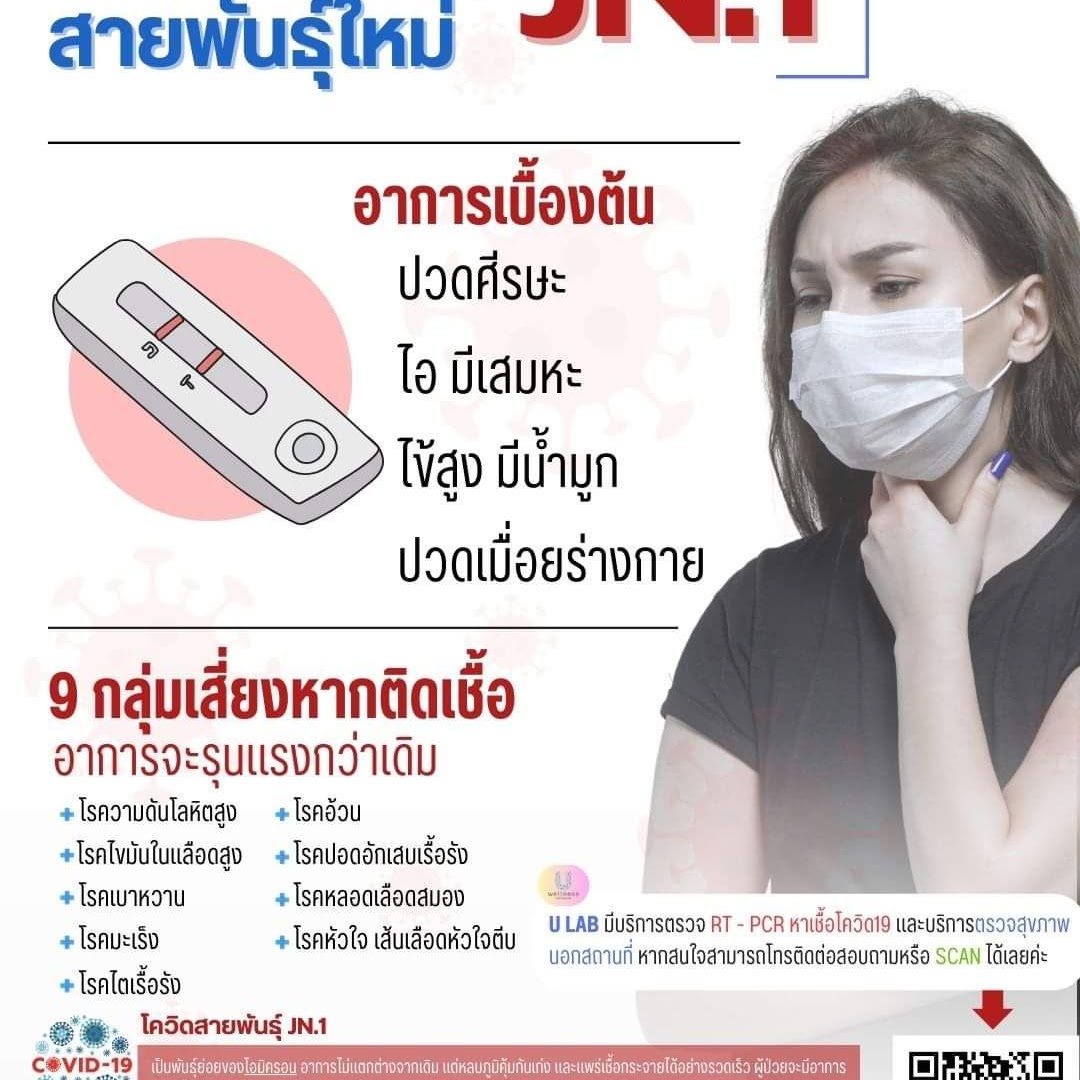 สายพันธุ์ใหม่ JN.1
อาการเบื้องต้น
ปวดศีรษะ
ไอ มีเสมหะ
ไข้สูง มีน้ำมูก
ปวดเมื่อยร่างกาย
C
T
9 กลุ่มเสี่ยงหากติดเชื้อ
อาการจะรุนแรงกว่าเดิม
+ โรความดันโลหิตสูง
+ โรคไขมันในแลือดสูง
+ โรคเบาหวาน
+ โรคมะเร็ง
+ โรคไตเรื้อรัง
+ โรคอ้วน
+ โรคปอดอักเสบเรื้อรัง
+ โรคหลอดเลือดสมอง
+ โรคหัวใจ เส้นเลือดหัวใจตีบ
U
wellness
U LAB มีบริการตรวจ RT - PCR หาเชื้อโควิด19 และบริการตรวจสุขภาพ
นอกสถานที่ หากสนใจสามารถโทรติดต่อสอบถามหรือ SCAN ได้เลยค่ะ
COVID-19
โควิดสายพันธุ์ JN.1
เป็นพันธุ์ย่อยของโอมิครอน อาการไม่แตกต่างจากเดิม แต่หลบภูมิคุ้มกันเก่ง และแพร่เชื้อกระจายได้อย่างรวดเร็ว ผู้ป่วยจะมีอาการ